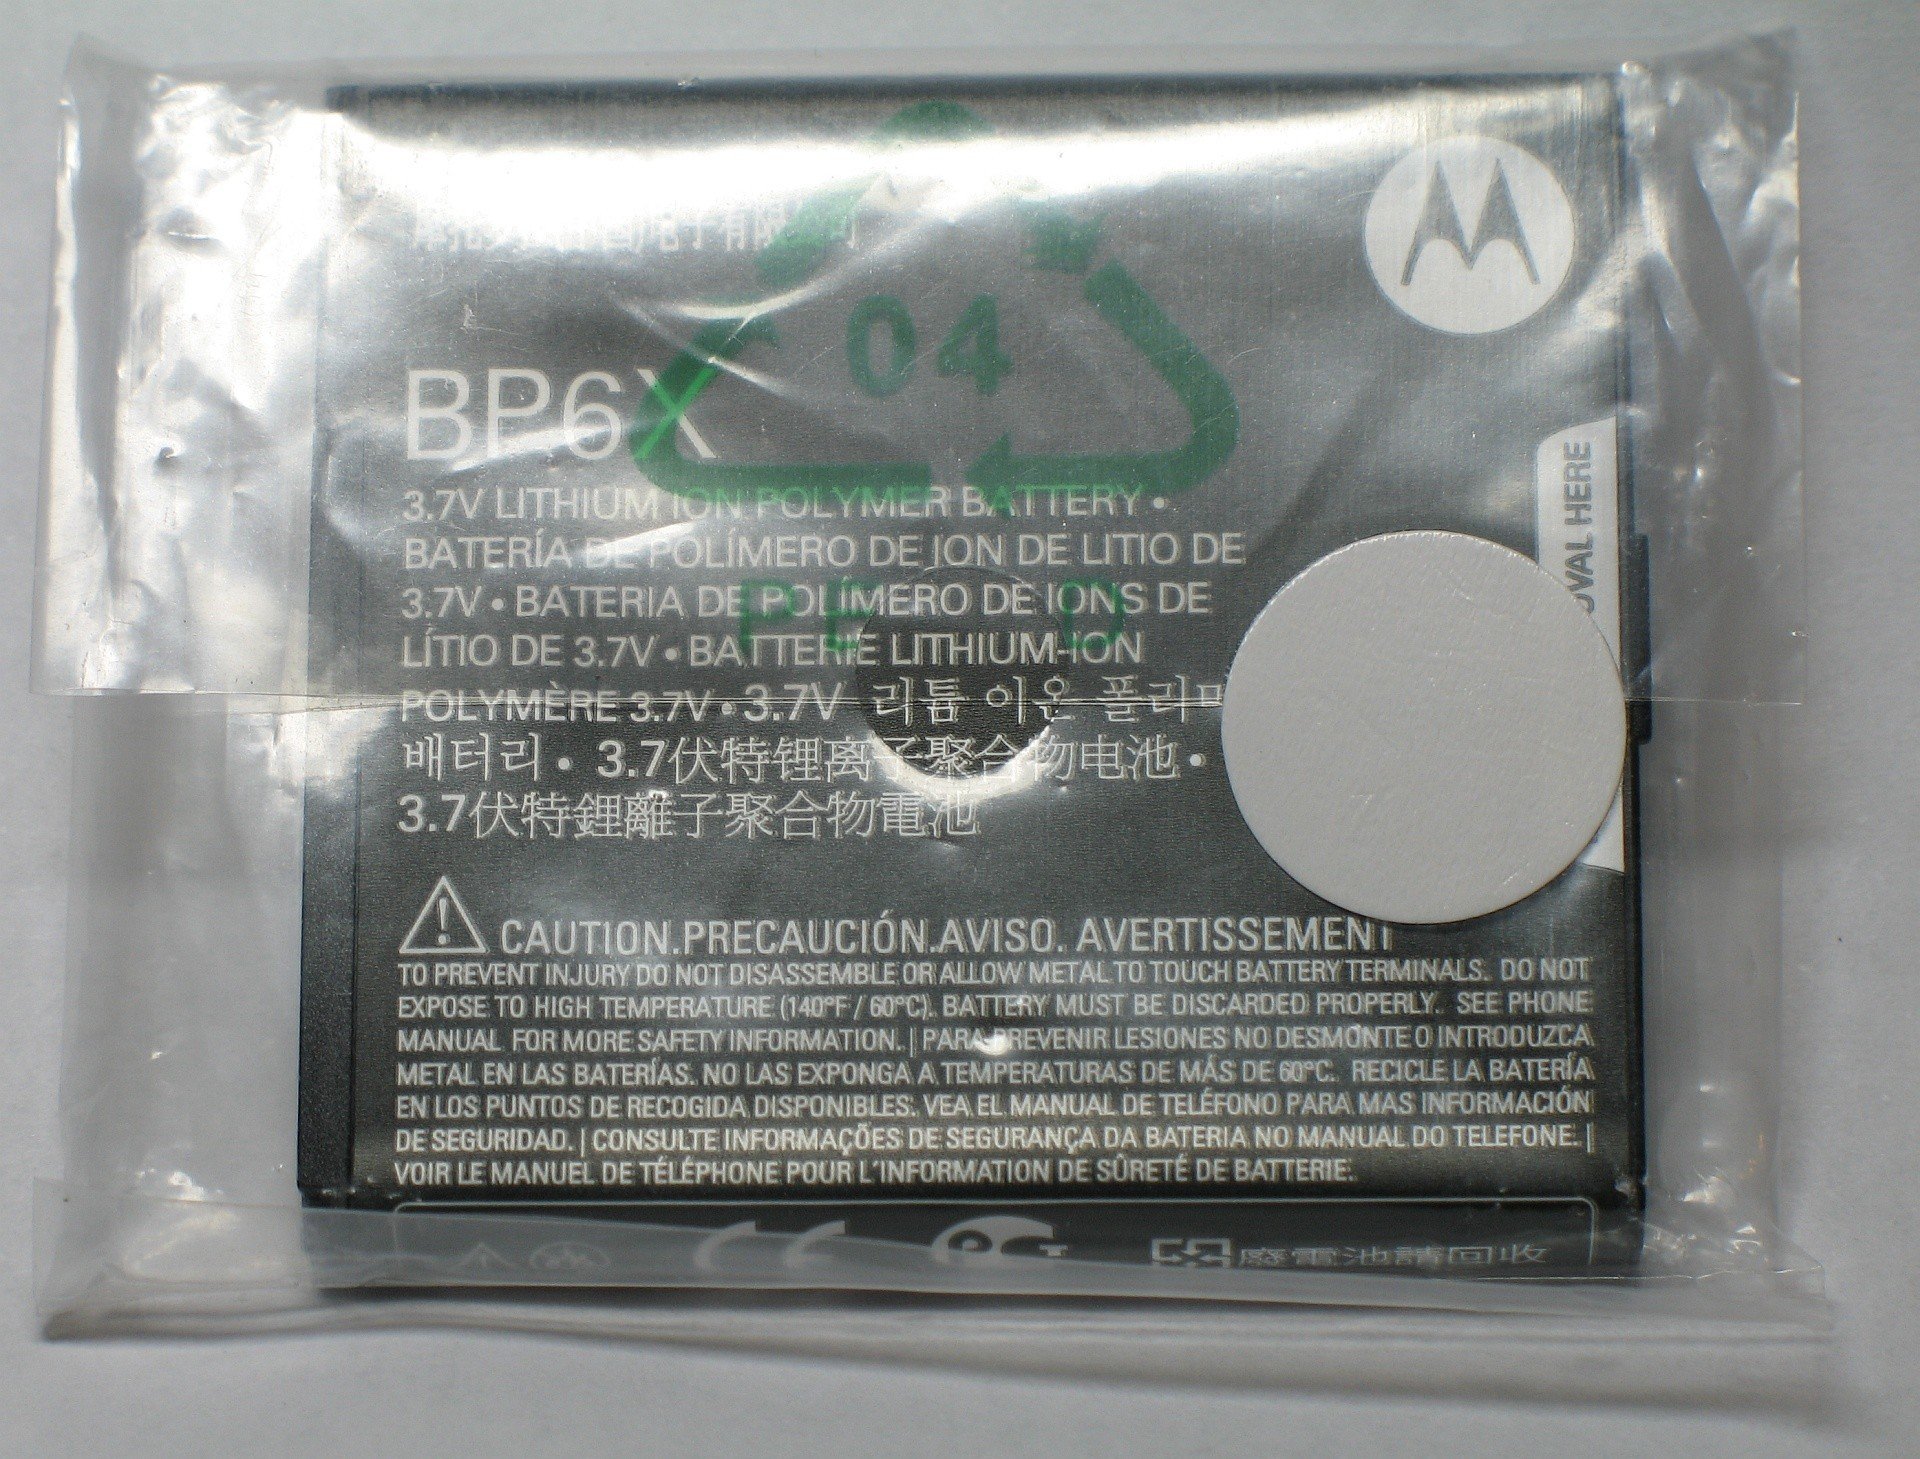 电子有限公司
04
BP6X
3.7V LITHIUM ION POLYMER BATTERY •
BATERÍA DE POLÍMERO DE ION DE LITIO DE
3.7V • BATERIA DE POLÍMERO DE IONS DE
LÍTIO DE 3.7V • BATTERIE LITHIUM-ION
POLYMÈRE 3.7V • 3.7V 리튬 이온 폴리머
배터리 • 3.7伏特锂离子聚合物电池 •
3.7伏特鋰離子聚合物電池
OVAL HERE
CAUTION.PRECAUCIÓN.AVISO. AVERTISSEMENT
TO PREVENT INJURY DO NOT DISASSEMBLE OR ALLOW METAL TO TOUCH BATTERY TERMINALS. DO NOT
EXPOSE TO HIGH TEMPERATURE (140°F / 60°C). BATTERY MUST BE DISCARDED PROPERLY. SEE PHONE
MANUAL FOR MORE SAFETY INFORMATION. | PARA PREVENIR LESIONES NO DESMONTE O INTRODUZCA
METAL EN LAS BATERÍAS. NO LAS EXPONGA A TEMPERATURAS DE MÁS DE 60°C. RECICLE LA BATERÍA
EN LOS PUNTOS DE RECOGIDA DISPONIBLES. VEA EL MANUAL DE TELÉFONO PARA MAS INFORMACIÓN
DE SEGURIDAD. | CONSULTE INFORMAÇÕES DE SEGURANÇA DA BATERIA NO MANUAL DO TELEFONE. |
VOIR LE MANUEL DE TÉLÉPHONE POUR L'INFORMATION DE SÛRETÉ DE BATTERIE.
CE 廢電池請回收